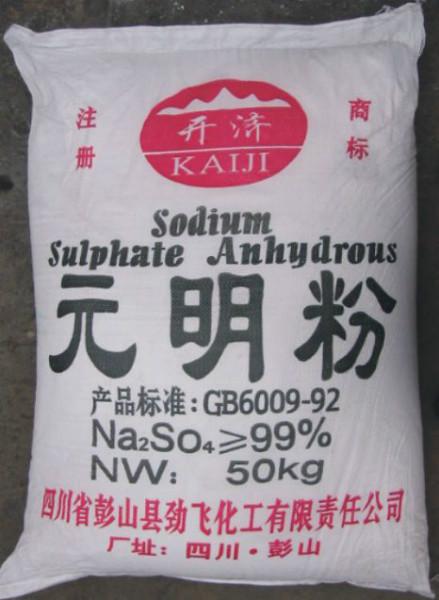 注册
商标
开济
KAIJI
Sodium
Sulphate Anhydrous
元明粉
产品标准:GB6009-92
Na₂So₄≥99%
NW: 50kg
四川省彭山县劲飞化工有限责任公司
厂址:四川·彭山